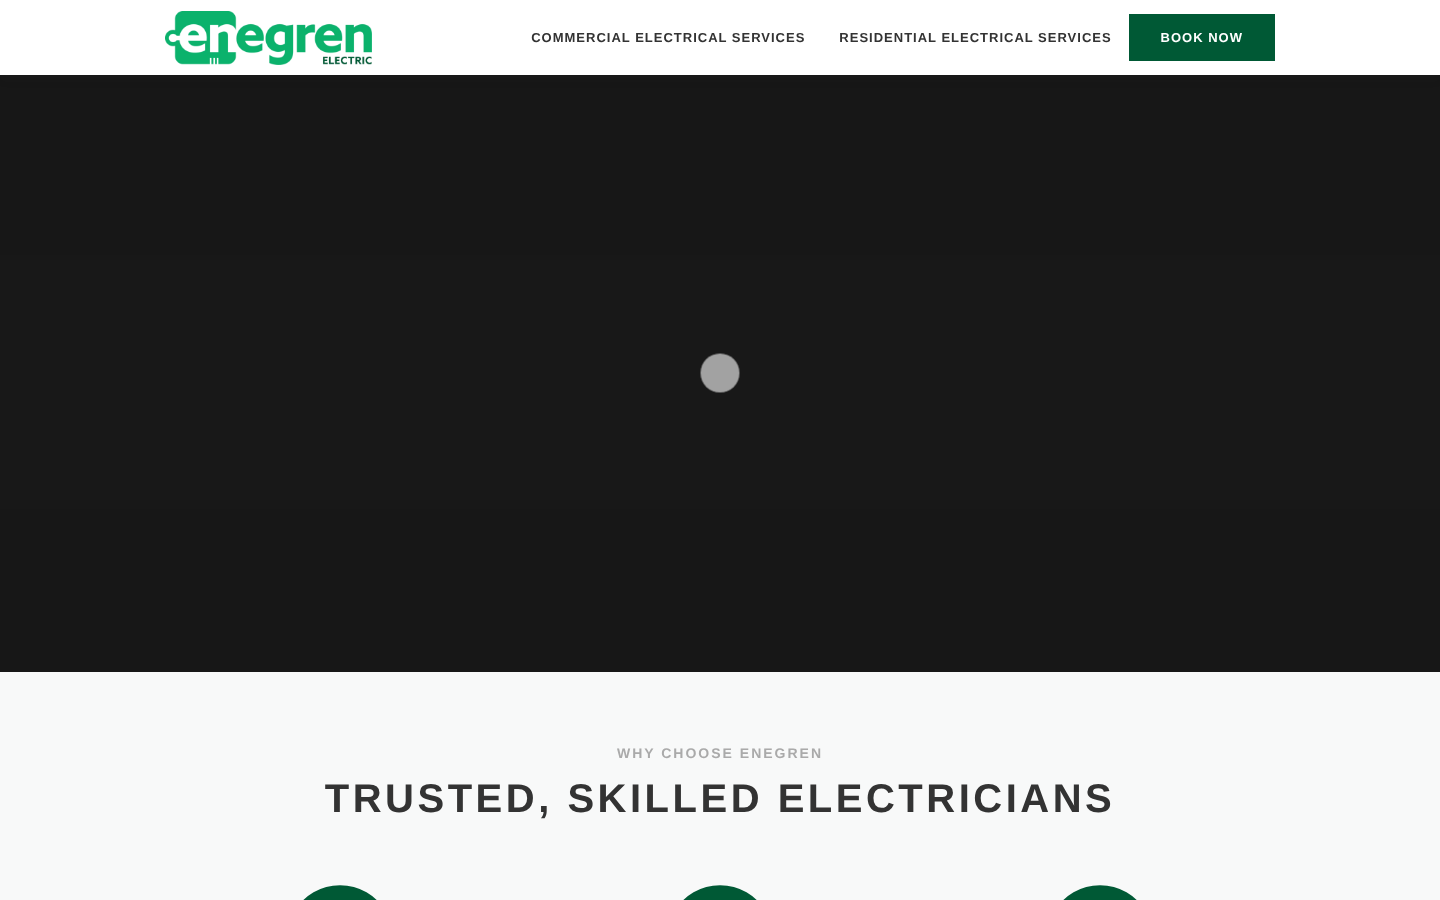 enegren
ELECTRIC
COMMERCIAL ELECTRICAL SERVICES
RESIDENTIAL ELECTRICAL SERVICES
BOOK NOW
WHY CHOOSE ENEGREN
TRUSTED, SKILLED ELECTRICIANS